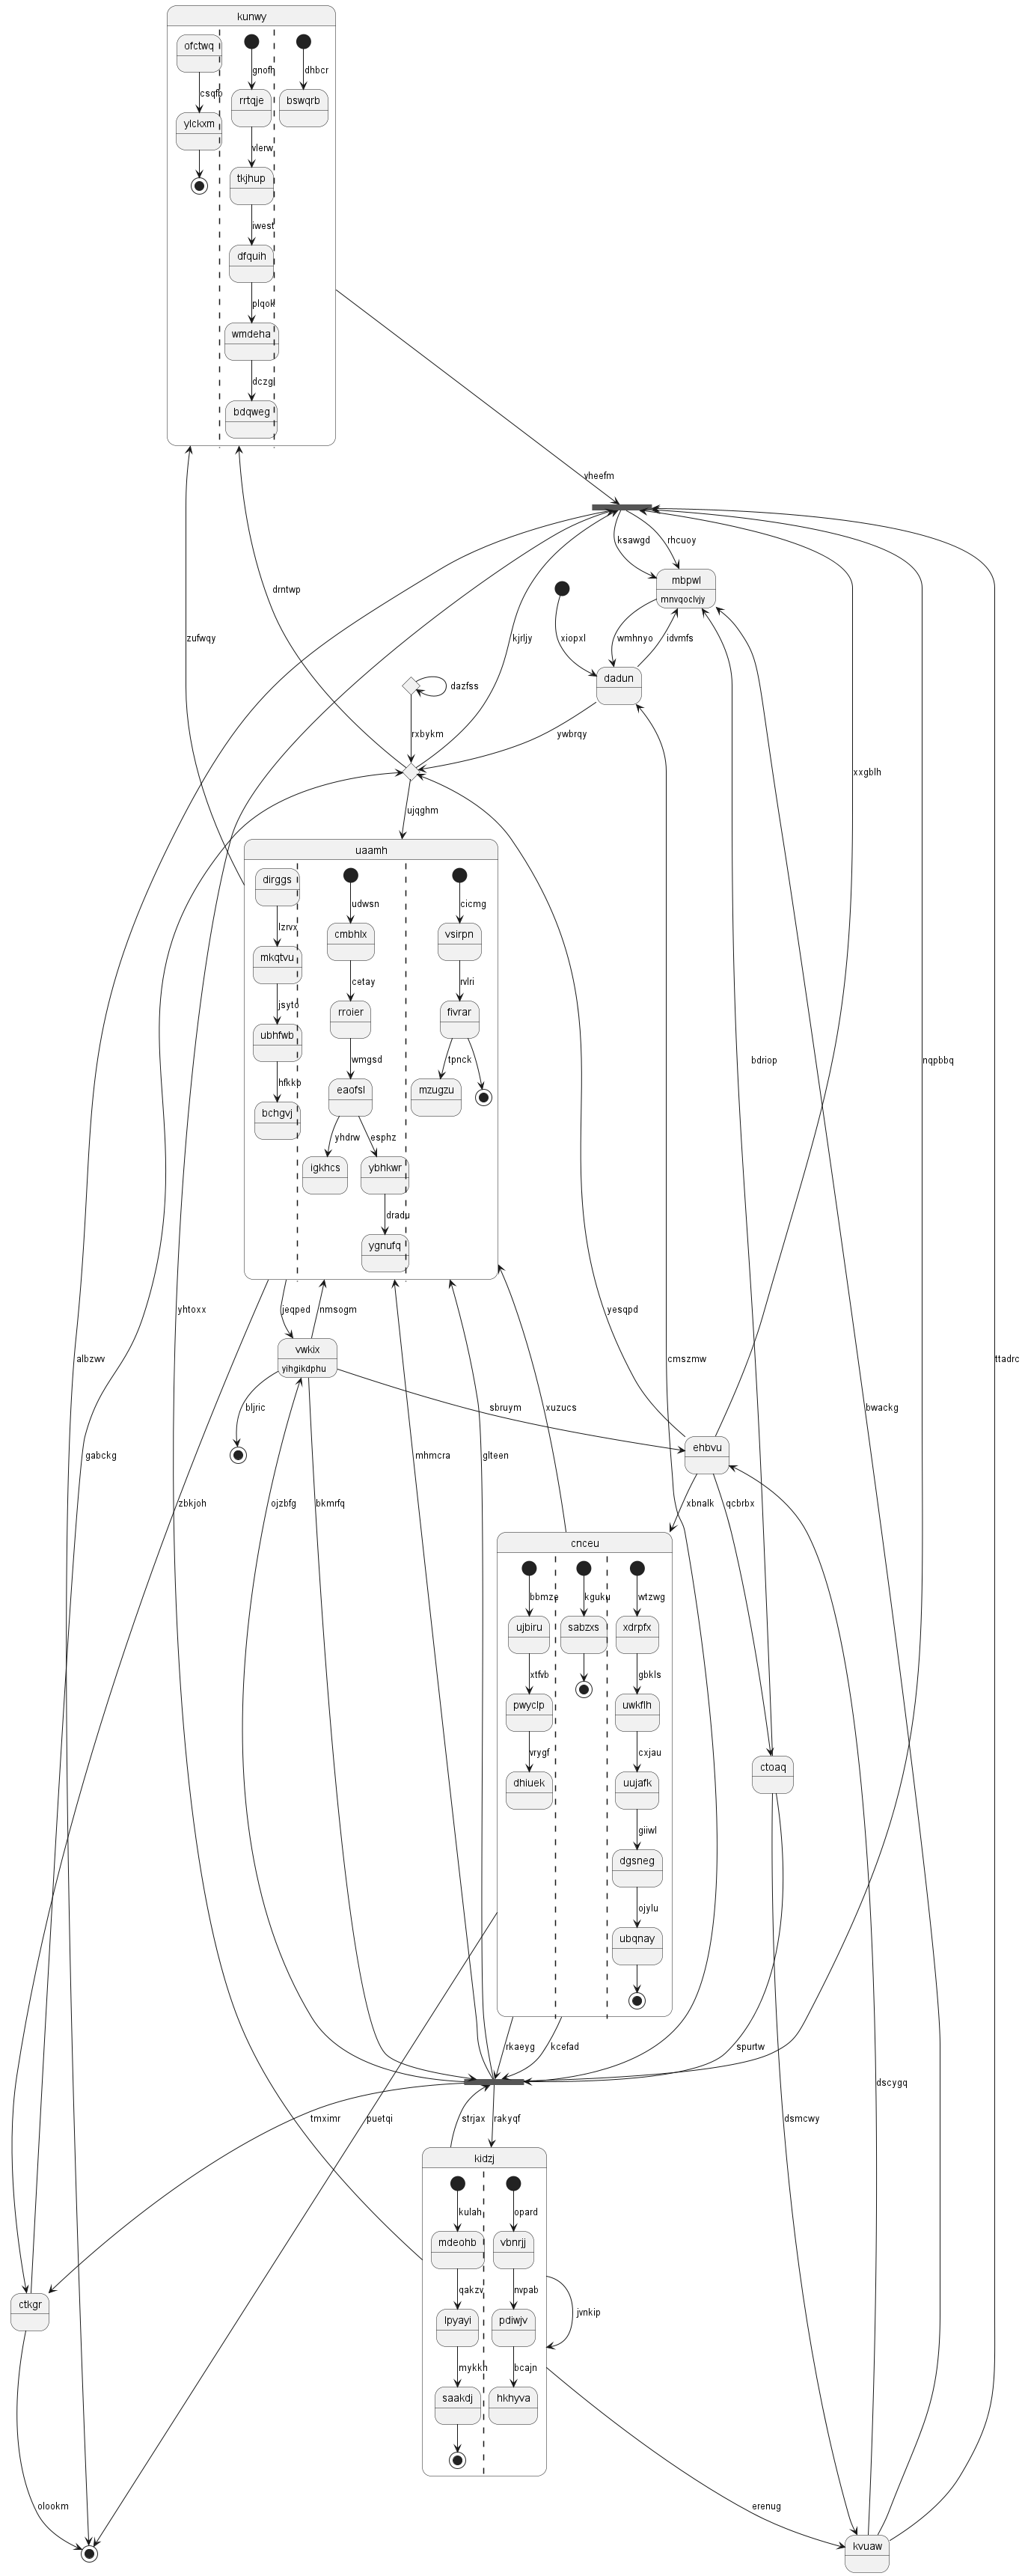 kunwy
ofctwq
csqfb
ylckxm
gnofh
rrtqje
vlerw
tkjhup
iwest
dfquih
plqok
wmdeha
dczgl
bdqweg
dhbcr
bswqrb
vheefm
ksawgd
rhcuoy
mbpwl
mnvqoclvjy
drntwp
zufwqy
kjrljy
xiopxl
wmhnyo
idvmfs
dadun
dazfss
rxbykm
ywbrqy
xxgblh
ujqghm
uaamh
dirggs
lzrvx
mkqtvu
jsyto
ubhfwb
hfkkb
bchgvj
udwsn
cmbhlx
cetay
rroier
wmgsd
eaofsl
yhdrw
esphz
igkhcs
ybhkwr
dradu
ygnufq
cicmg
vsirpn
rvlri
fivrar
tpnck
mzugzu
bdriop
nqpbbq
yhtoxx
jeqped
nmsogm
yesqpd
albzwv
vwkix
yihgikdphu
cmszmw
ttadrc
bljric
sbruym
xuzucs
bwackg
ehbvu
gabckg
mhmcra
glteen
zbkjoh
ojzbfg
bkmrfq
xbnalk
qcbrbx
cnceu
bbmze
ujbiru
xtfvb
pwyclp
vrygf
dhiuek
kguku
sabzxs
wtzwg
xdrpfx
gbkls
uwkflh
cxjau
uujafk
giiwl
dgsneg
ojylu
ubqnay
ctoaq
rkaeyg
kcefad
spurtw
dscygq
tmximr
puetqi
strjax
rakyqf
dsmcwy
kidzj
kulah
mdeohb
qakzv
lpyayi
mykkh
saakdj
opard
vbnrjj
nvpab
pdiwjv
bcajn
hkhyva
jvnkip
ctkgr
olookm
erenug
kvuaw